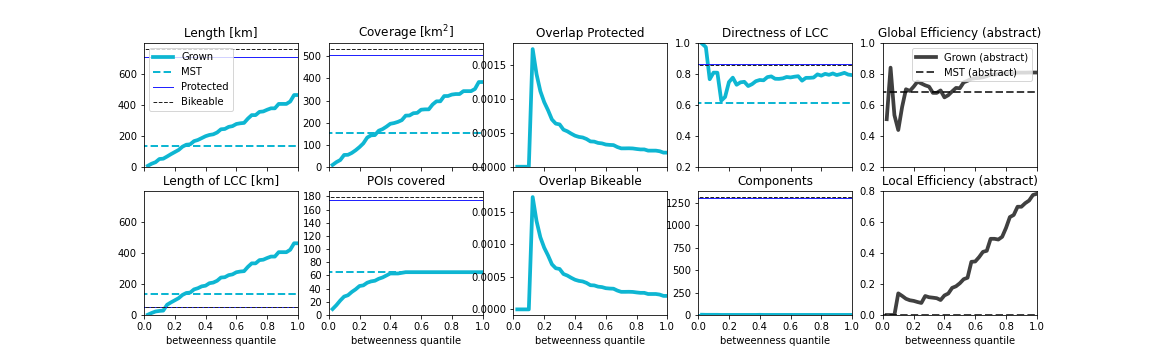 Length [km]
Coverage [km²]
Overlap Protected
Directness of LCC
Global Efficiency (abstract)
Grown
MST
Protected
Bikeable
Grown (abstract)
MST (abstract)
600
400
200
0
500
400
300
200
100
0
0.0015
0.0010
0.0005
0.0000
1.0
0.8
0.6
0.4
0.2
1.0
0.8
0.6
0.4
0.2
Length of LCC [km]
POIs covered
Overlap Bikeable
Components
Local Efficiency (abstract)
600
400
200
0
180
160
140
120
100
80
60
40
20
0
0.0015
0.0010
0.0005
0.0000
1250
1000
750
500
250
0
0.8
0.6
0.4
0.2
0.0
0.0 0.2 0.4 0.6 0.8 1.0
0.0 0.2 0.4 0.6 0.8 1.0
0.0 0.2 0.4 0.6 0.8 1.0
0.0 0.2 0.4 0.6 0.8 1.0
0.0 0.2 0.4 0.6 0.8 1.0
betweenness quantile
betweenness quantile
betweenness quantile
betweenness quantile
betweenness quantile